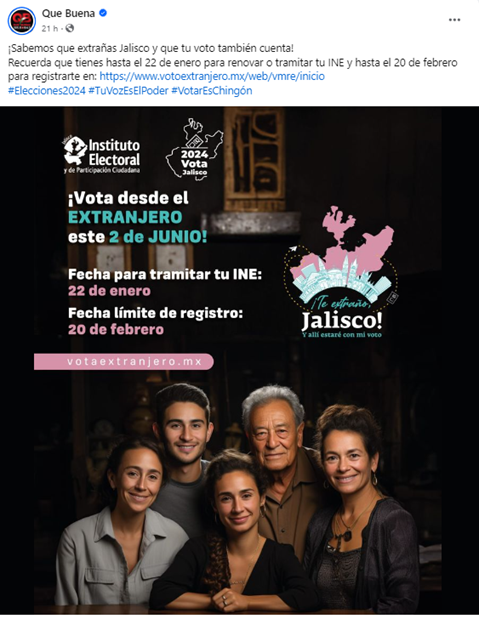 Que Buena
21 h ·
¡Sabemos que extrañas Jalisco y que tu voto también cuenta!
Recuerda que tienes hasta el 22 de enero para renovar o tramitar tu INE y hasta el 20 de febrero
para registrarte en: https://www.votoextranjero.mx/web/vmre/inicio
#Elecciones2024 #TuVozEsElPoder #VotarEsChingón
Instituto
Electoral
y de Participación Ciudadana
2024
Vota
Jalisco
¡Vota desde el
EXTRANJERO
este 2 de JUNIO!
Fecha para tramitar tu INE:
22 de enero
Fecha límite de registro:
20 de febrero
votaextranjero.mx
¡Te extraño,
Jalisco!
Y allí estaré con mi voto